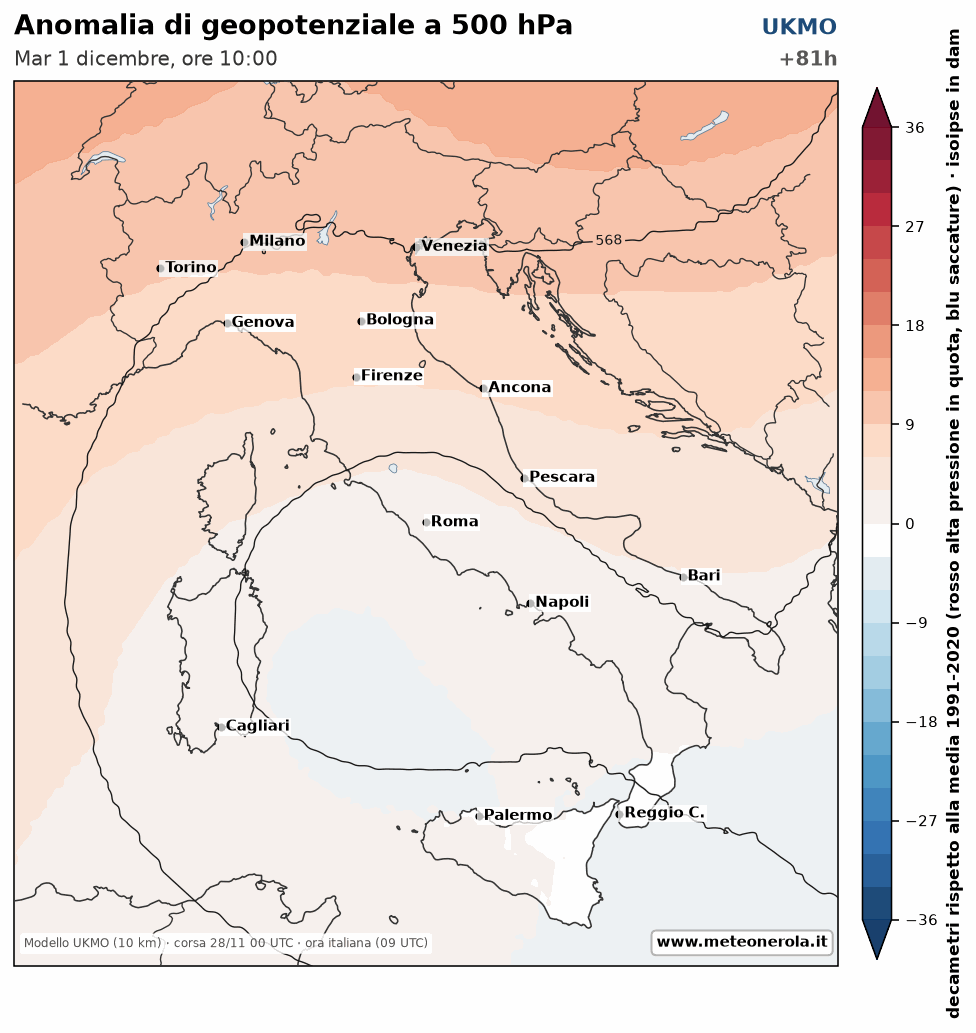 Anomalia di geopotenziale a 500 hPa
UKMO
Mar 1 dicembre, ore 10:00
+81h
36
27
18
9
0
−9
−18
−27
−36
decametri rispetto alla media 1991-2020 (rosso alta pressione in quota, blu saccature) · isoipse in dam
568
Milano
Venezia
Torino
Genova
Bologna
Firenze
Ancona
Pescara
Roma
Bari
Napoli
Cagliari
Palermo
Reggio C.
Modello UKMO (10 km) · corsa 28/11 00 UTC · ora italiana (09 UTC)
www.meteonerola.it